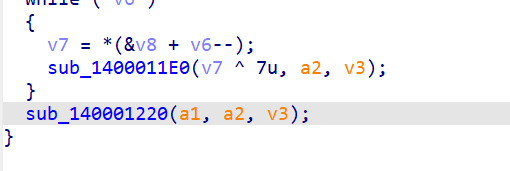 while ( v6 )
{
v7 = *(&v8 + v6--);
sub_1400011E0(v7 ^ 7u, a2, v3);
}
sub_140001220(a1, a2, v3);
}